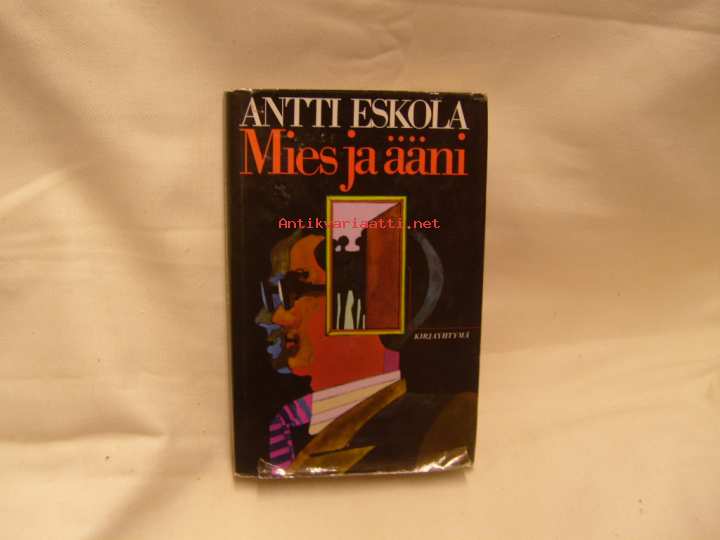 ANTTI ESKOLA
Mies ja ääni
Antikvariaatti.net
KIRJAYHTYMÄ